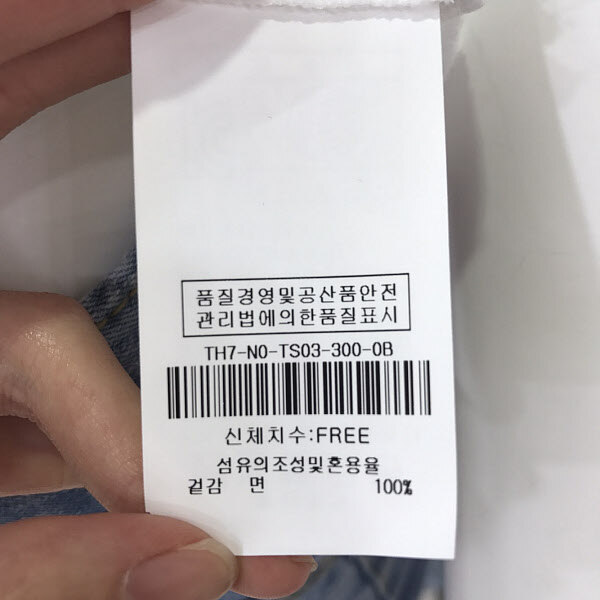 품질경영및공산품안전
관리법에의한품질표시
TH7-NO-TS03-300-0B
신체치수:FREE
섬유의조성및혼용율
겉감 면 100%